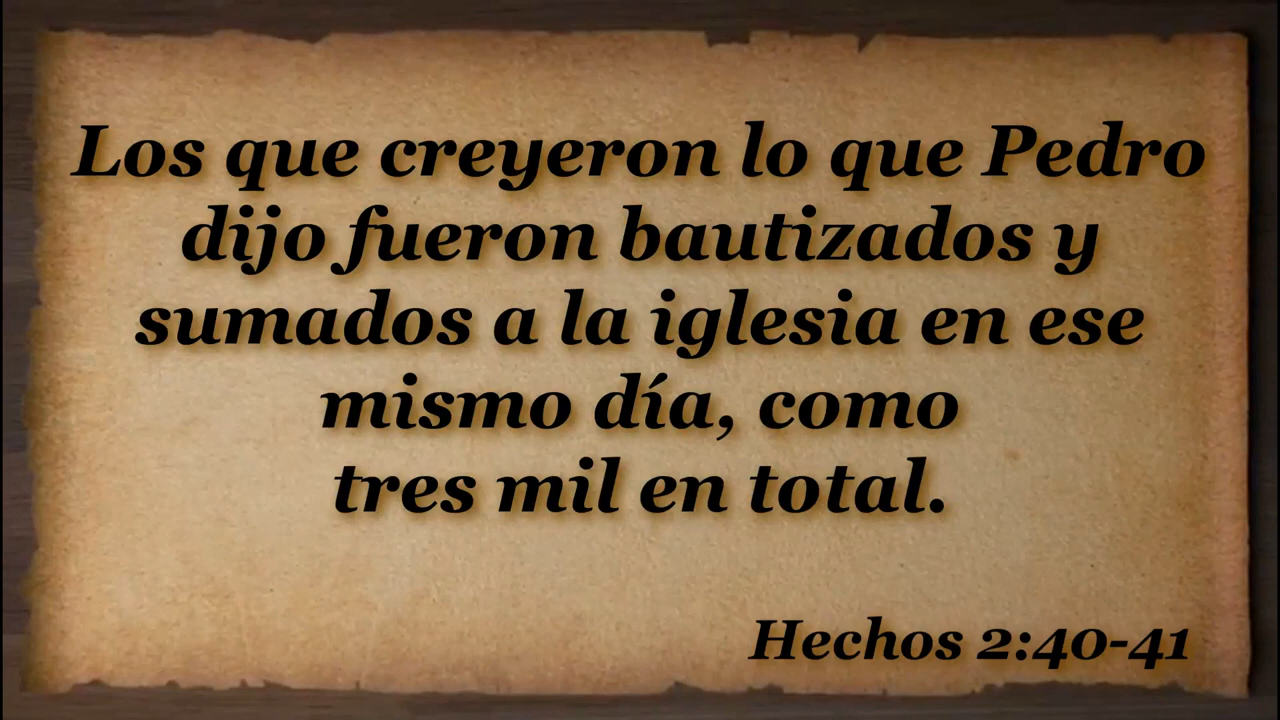 Los que creyeron lo que Pedro
dijo fueron bautizados y
sumados a la iglesia en ese
mismo día, como
tres mil en total.
Hechos 2:40-41